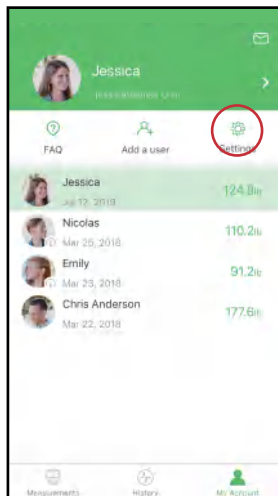 Jessica
FAQ
Add a user
Settings
Jessica
124.8lb
Jul 17, 2019
Nicolas
110.2lb
Mar 25, 2018
Emily
91.2lb
Mar 23, 2018
Chris Anderson
177.6lb
Mar 22, 2018
Measurements
History
My Account